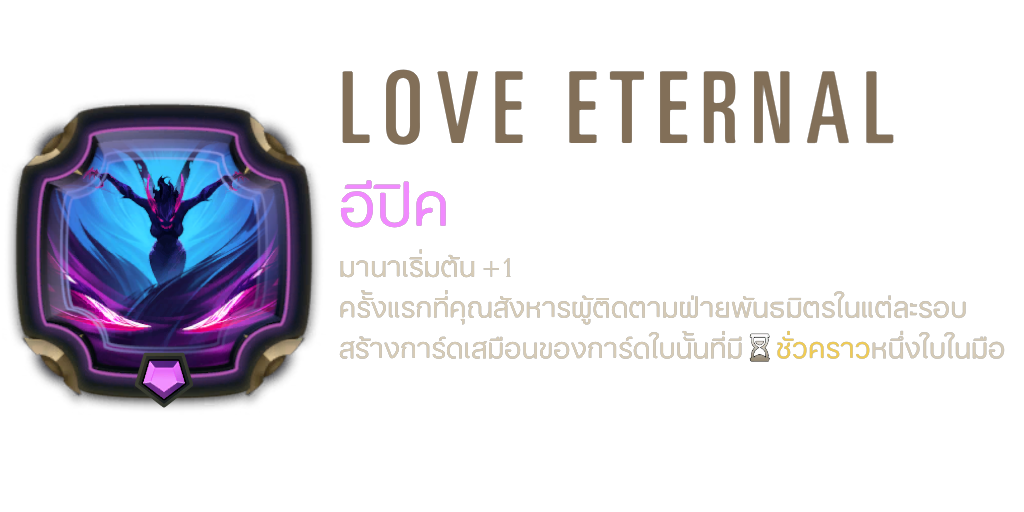 LOVE ETERNAL
อีปิค
มานาเริ่มต้น +1
ครั้งแรกที่คุณสังหารผู้ติดตามฝ่ายพันธมิตรในแต่ละรอบ
สร้างการ์ดเสมือนของการ์ดใบนั้นที่มี ชั่วคราวหนึ่งใบในมือ